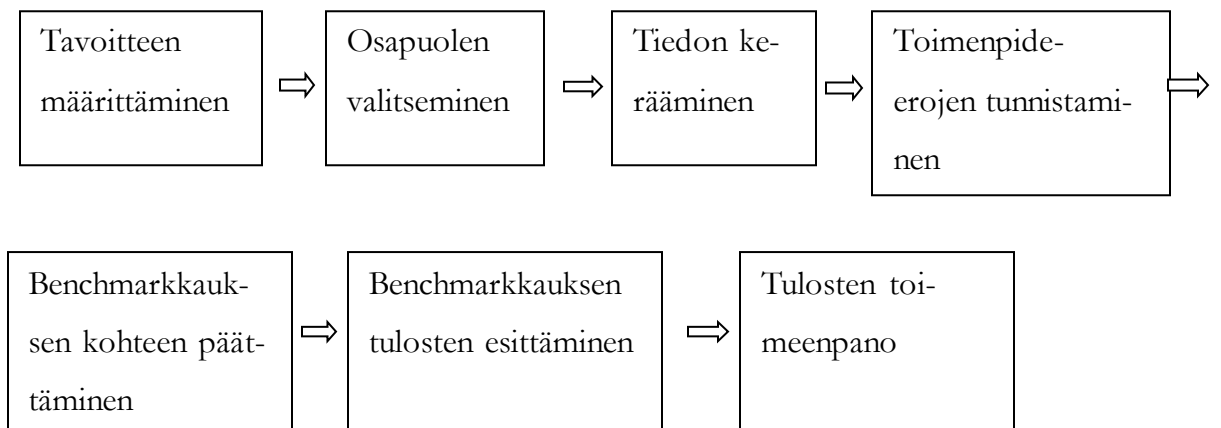 Tavoitteen
määrittäminen
Osapuolen
valitseminen
Tiedon ke-
rääminen
Toimenpide-
erojen tunnistami-
nen
Benchmarkkauk-
sen kohteen päät-
täminen
Benchmarkkauksen
tulosten esittäminen
Tulosten toi-
meenpano